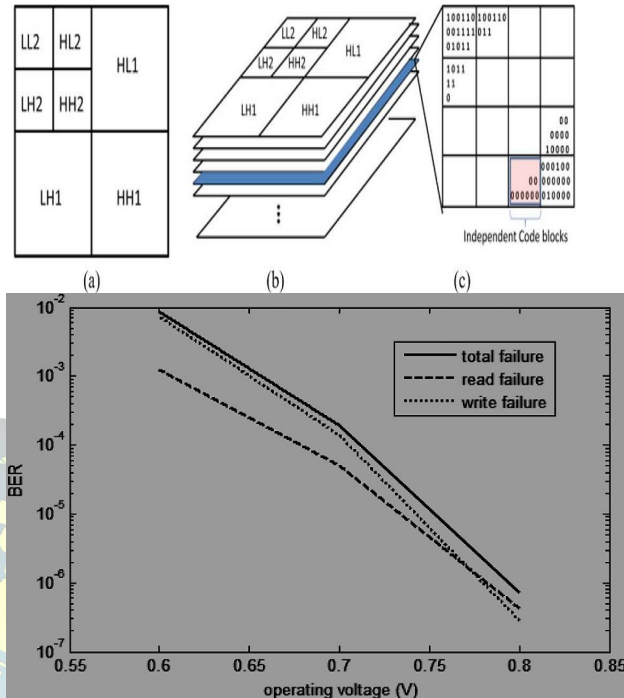 LL2 HL2
HL1
LH2 HH2
LH1 HH1
(a)
LL2 HL2
HL1
LH2 HH2
LH1 HH1
(b)
100110 100110
001111 011
01011
1011
11
0
00
0000
10000
000100
00 000000
000000 010000
Independent Code blocks
(c)
total failure
read failure
write failure
BER
10-2
10-3
10-4
10-5
10-6
10-7
0.55 0.6 0.65 0.7 0.75 0.8 0.85
operating voltage (V)